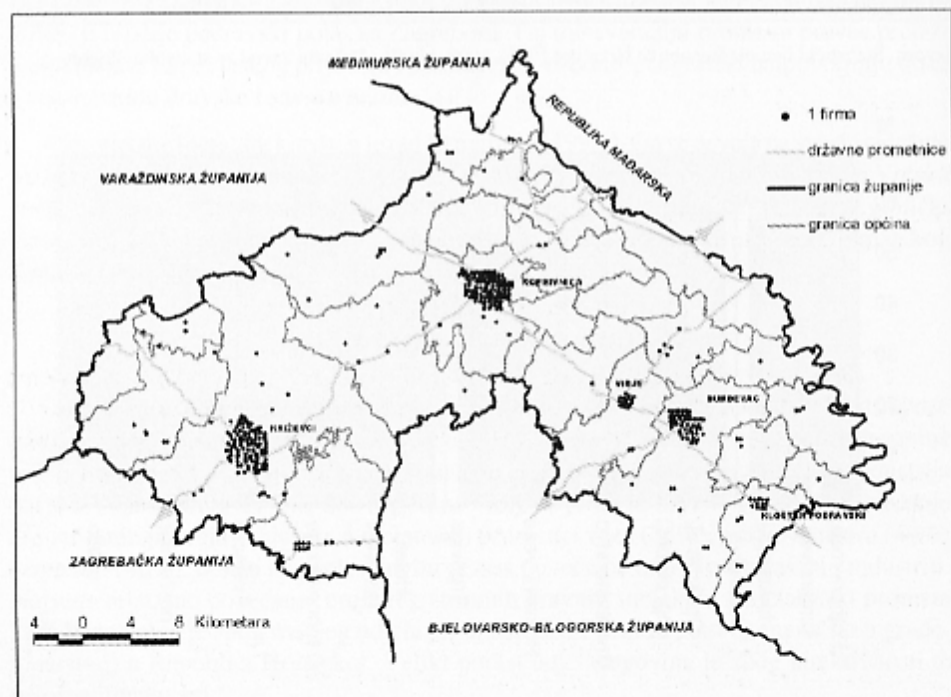 MEĐIMURSKA ŽUPANIJA
REPUBLIKA MAĐARSKA
VARAŽDINSKA ŽUPANIJA
1 firma
državne prometnice
granica županije
granica općina
KOPRIVNICA
VIRJE
ĐURĐEVAC
KRIŽEVCI
KLOŠTAR PODRAVSKI
ZAGREBAČKA ŽUPANIJA
4 0 4 8 Kilometara
BJELOVARSKO-BILOGORSKA ŽUPANIJA